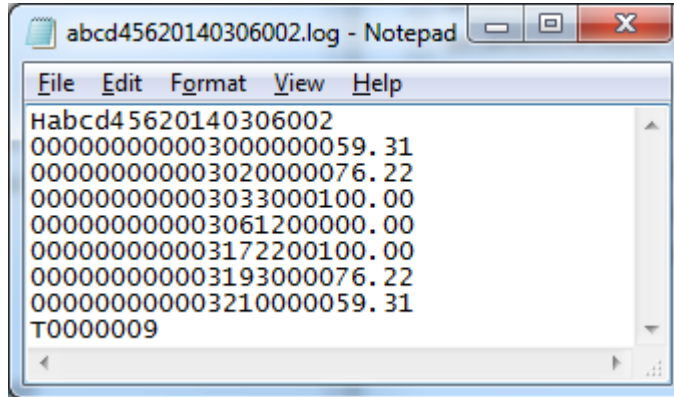 abcd45620140306002.log - Notepad
File Edit Format View Help
Habcd45620140306002
000000000003000000059.31
000000000003020000076.22
000000000003033000100.00
000000000003061200000.00
000000000003172200100.00
000000000003193000076.22
000000000003210000059.31
T0000009